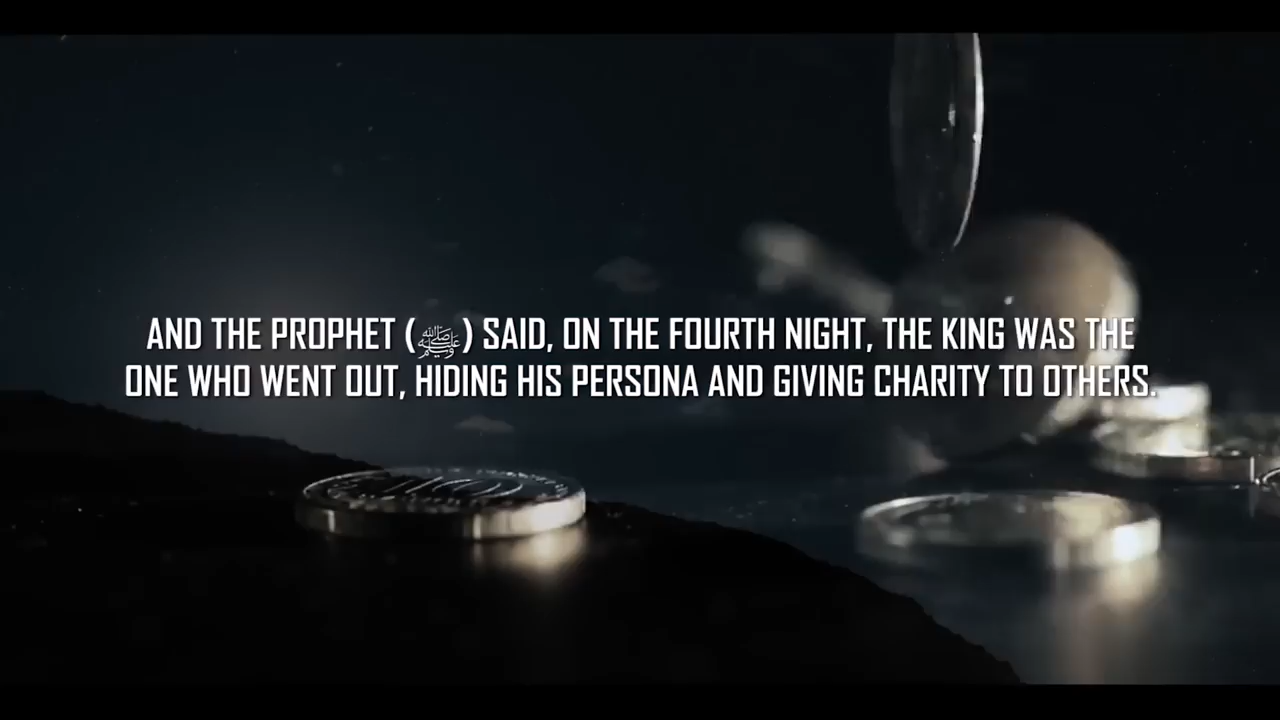 AND THE PROPHET (ﷺ) SAID, ON THE FOURTH NIGHT, THE KING WAS THE
ONE WHO WENT OUT, HIDING HIS PERSONA AND GIVING CHARITY TO OTHERS.